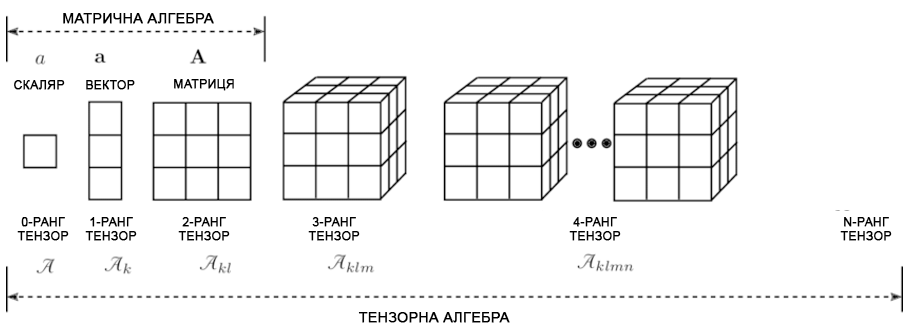 МАТРИЧНА АЛГЕБРА
a a A
СКАЛЯР ВЕКТОР МАТРИЦЯ
0-РАНГ 1-РАНГ 2-РАНГ 3-РАНГ 4-РАНГ N-РАНГ
ТЕНЗОР ТЕНЗОР ТЕНЗОР ТЕНЗОР ТЕНЗОР ТЕНЗОР
𝒜 𝒜ₖ 𝒜ₖₗ 𝒜ₖₗₘ 𝒜ₖₗₘₙ
ТЕНЗОРНА АЛГЕБРА